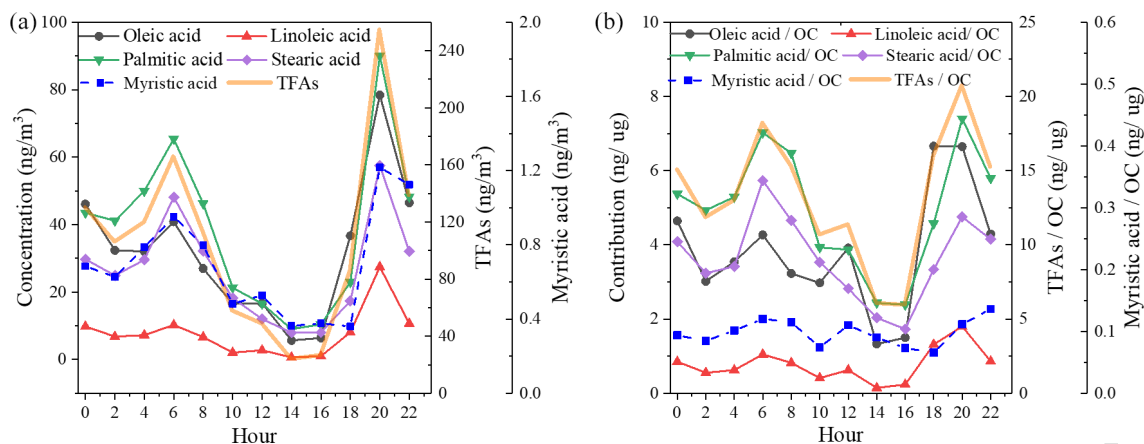 (a)
Oleic acid
Linoleic acid
Palmitic acid
Stearic acid
Myristic acid
TFAs
Concentration (ng/m³)
100
80
60
40
20
0
0 2 4 6 8 10 12 14 16 18 20 22
Hour
240
200
160
120
80
40
0
TFAs (ng/m³)
2.0
1.6
1.2
0.8
0.4
0.0
Myristic acid (ng/m³)
(b)
Oleic acid / OC
Linoleic acid / OC
Palmitic acid/ OC
Stearic acid/ OC
Myristic acid / OC
TFAs / OC
Contribution (ng/ ug)
10
8
6
4
2
0
0 2 4 6 8 10 12 14 16 18 20 22
Hour
25
20
15
10
5
0
TFAs / OC (ng/ ug)
0.6
0.5
0.4
0.3
0.2
0.1
0.0
Myristic acid / OC (ng/ ug)